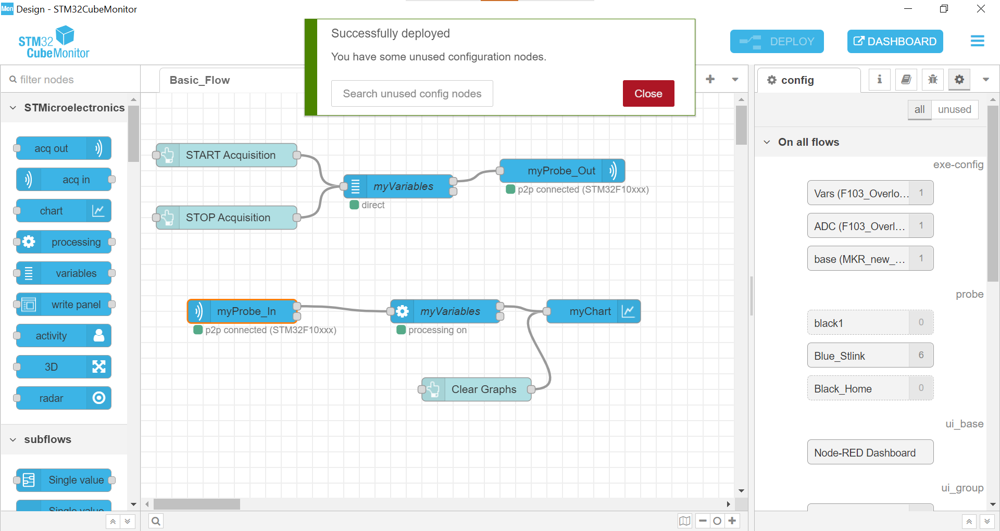 Mon Design - STM32CubeMonitor
STM32
CubeMonitor
Successfully deployed
You have some unused configuration nodes.
Search unused config nodes
Close
DEPLOY
DASHBOARD
filter nodes
Basic_Flow
config
all
unused
STMicroelectronics
acq out
acq in
chart
processing
variables
write panel
activity
3D
radar
subflows
Single value
Single value
START Acquisition
STOP Acquisition
myVariables
direct
myProbe_Out
p2p connected (STM32F10xxx)
myProbe_In
p2p connected (STM32F10xxx)
myVariables
processing on
myChart
Clear Graphs
On all flows
exe-config
Vars (F103_Overlo... 1
ADC (F103_Overl... 1
base (MKR_new_... 1
probe
black1 0
Blue_Stlink 6
Black_Home 0
ui_base
Node-RED Dashboard
ui_group